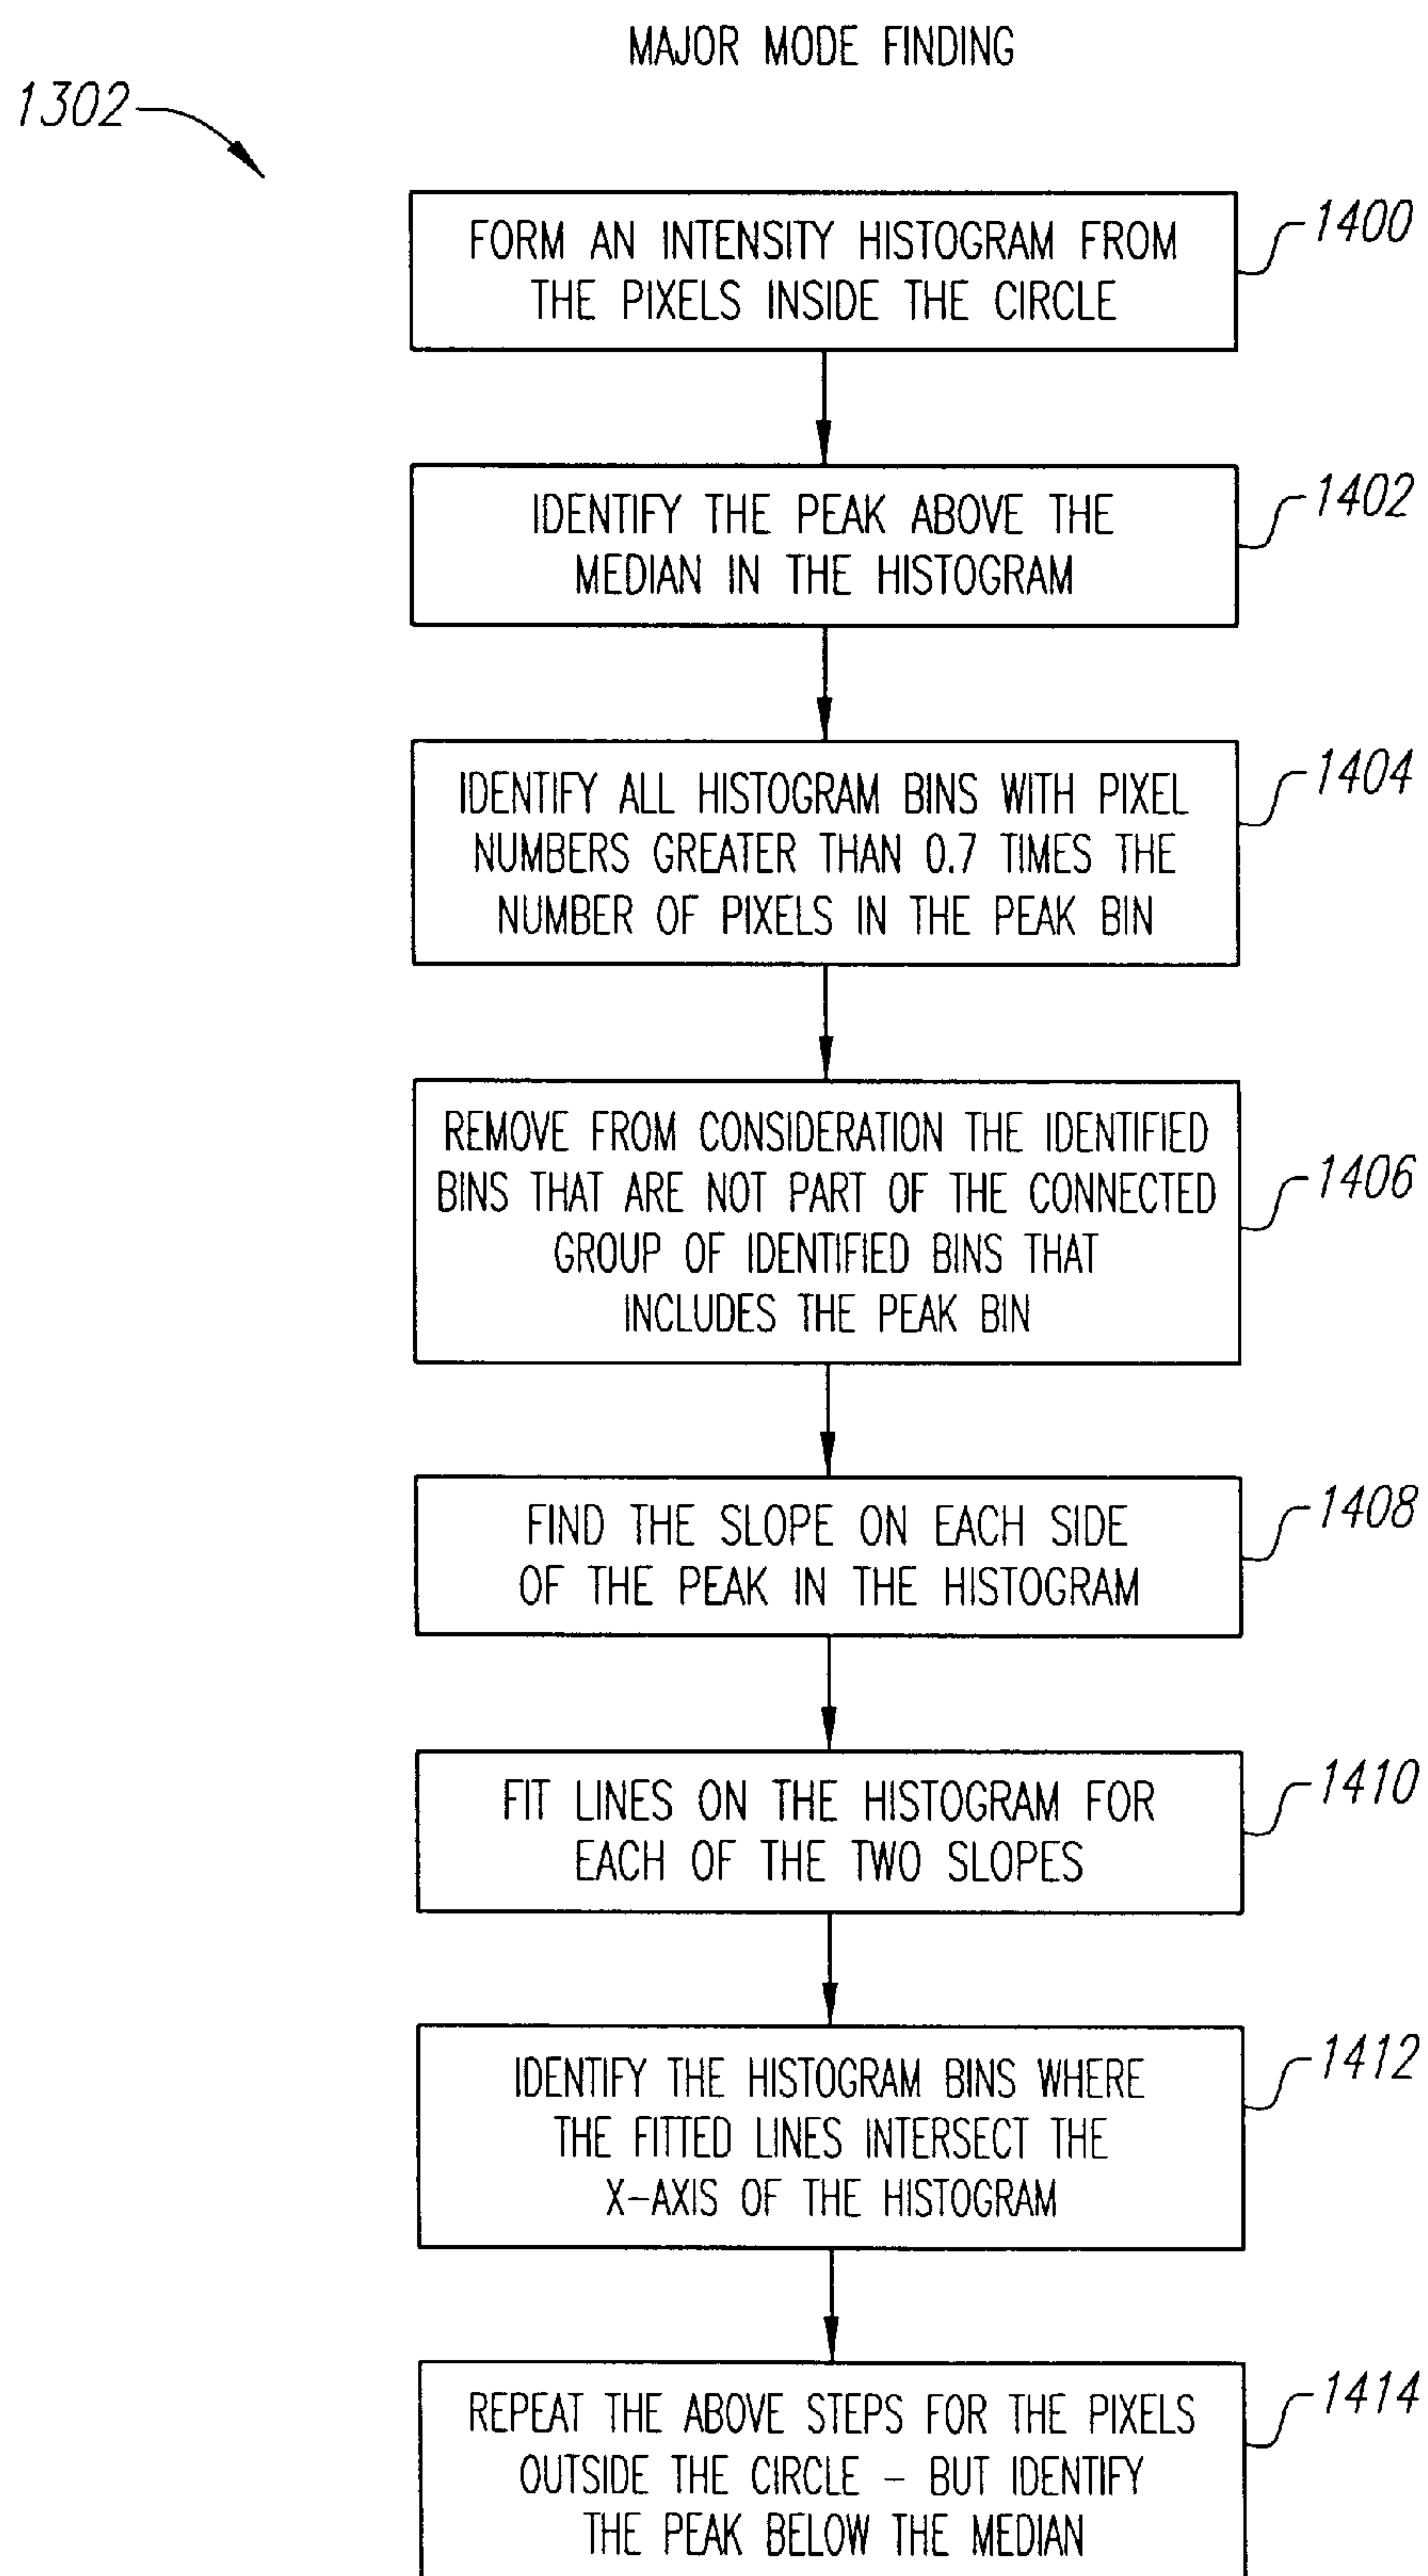 MAJOR MODE FINDING
1302
FORM AN INTENSITY HISTOGRAM FROM
THE PIXELS INSIDE THE CIRCLE
1400
IDENTIFY THE PEAK ABOVE THE
MEDIAN IN THE HISTOGRAM
1402
IDENTIFY ALL HISTOGRAM BINS WITH PIXEL
NUMBERS GREATER THAN 0.7 TIMES THE
NUMBER OF PIXELS IN THE PEAK BIN
1404
REMOVE FROM CONSIDERATION THE IDENTIFIED
BINS THAT ARE NOT PART OF THE CONNECTED
GROUP OF IDENTIFIED BINS THAT
INCLUDES THE PEAK BIN
1406
FIND THE SLOPE ON EACH SIDE
OF THE PEAK IN THE HISTOGRAM
1408
FIT LINES ON THE HISTOGRAM FOR
EACH OF THE TWO SLOPES
1410
IDENTIFY THE HISTOGRAM BINS WHERE
THE FITTED LINES INTERSECT THE
X-AXIS OF THE HISTOGRAM
1412
REPEAT THE ABOVE STEPS FOR THE PIXELS
OUTSIDE THE CIRCLE - BUT IDENTIFY
THE PEAK BELOW THE MEDIAN
1414